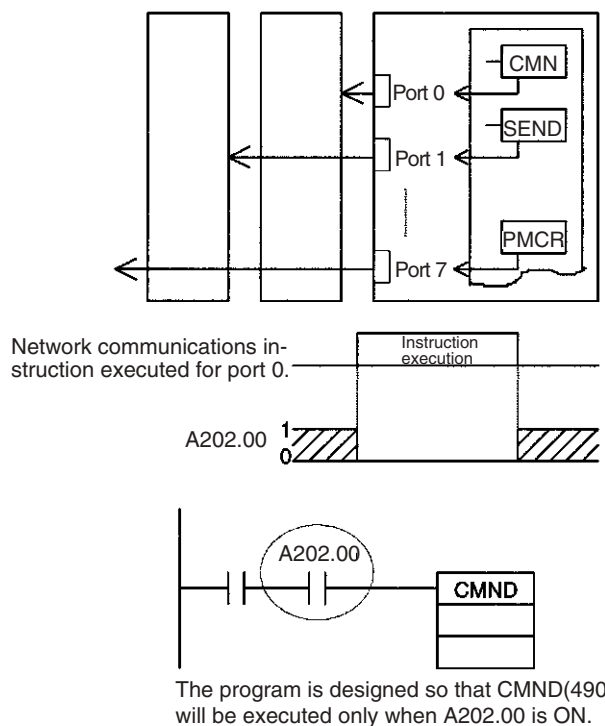 CMN
Port 0
SEND
Port 1
PMCR
Port 7
Network communications in-
struction executed for port 0.
Instruction
execution
A202.00
1
0
A202.00
CMND
The program is designed so that CMND(490
will be executed only when A202.00 is ON.